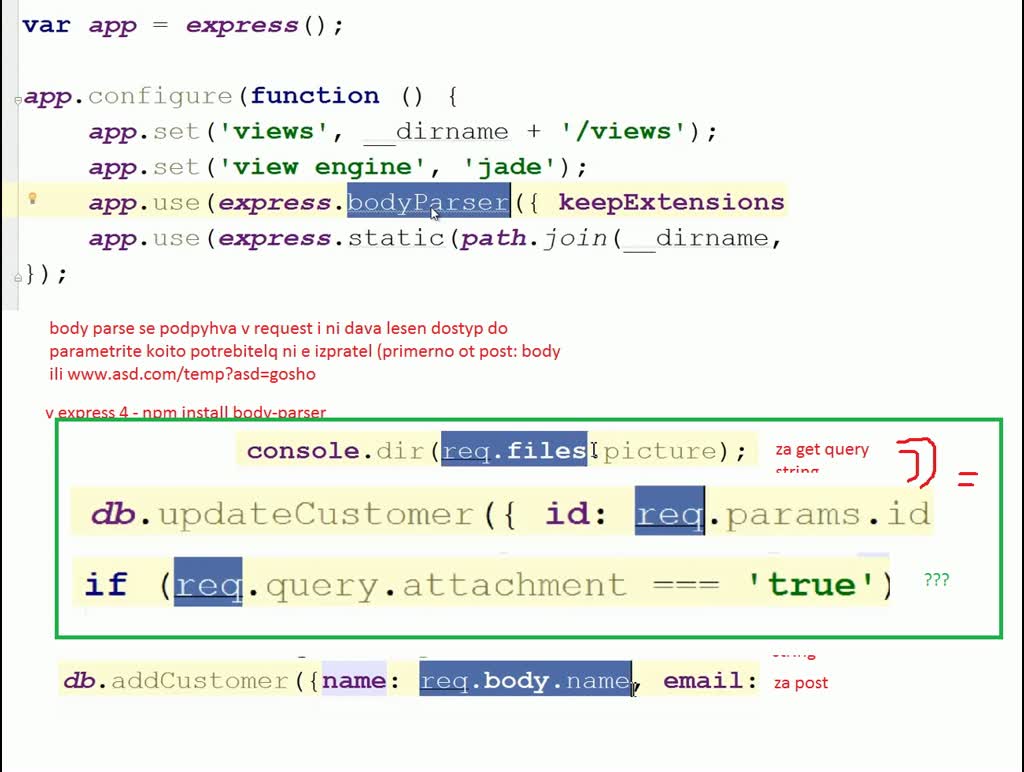 var app = express();
app.configure(function () {
app.set('views', __dirname + '/views');
app.set('view engine', 'jade');
app.use(express.bodyParser({ keepExtensions
app.use(express.static(path.join(__dirname,
});
body parse se podpyhva v request i ni dava lesen dostyp do
parametrite koito potrebitelq ni e izpratel (primerno ot post: body
ili www.asd.com/temp?asd=gosho
v express 4 - npm install body-parser
console.dir(req.files.picture); za get query
string
db.updateCustomer({ id: req.params.id
if (req.query.attachment === 'true') ???
string
db.addCustomer({name: req.body.name, email: za post